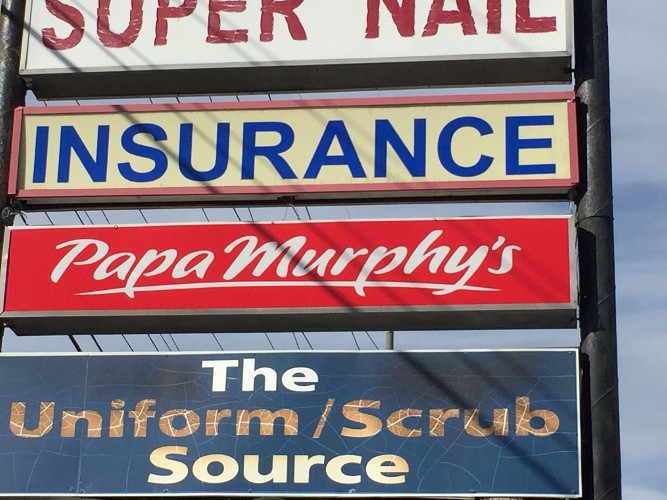 SUPER NAIL
INSURANCE
Papa Murphy's
The
Uniform/Scrub
Source